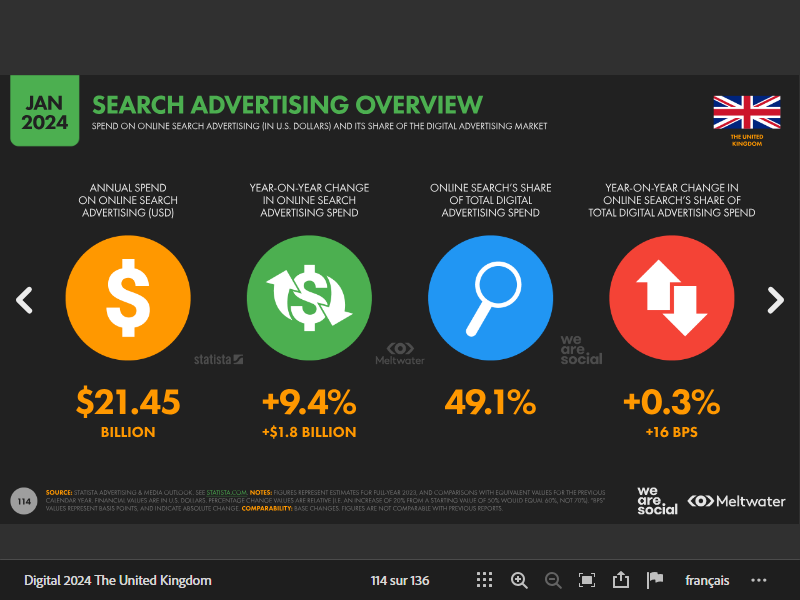 JAN
2024
SEARCH ADVERTISING OVERVIEW
SPEND ON ONLINE SEARCH ADVERTISING (IN U.S. DOLLARS) AND ITS SHARE OF THE DIGITAL ADVERTISING MARKET
THE UNITED
KINGDOM
ANNUAL SPEND
ON ONLINE SEARCH
ADVERTISING (USD)
$
$21.45
BILLION
YEAR-ON-YEAR CHANGE
IN ONLINE SEARCH
ADVERTISING SPEND
$
+9.4%
+$1.8 BILLION
ONLINE SEARCH'S SHARE
OF TOTAL DIGITAL
ADVERTISING SPEND
49.1%
YEAR-ON-YEAR CHANGE IN
ONLINE SEARCH'S SHARE OF
TOTAL DIGITAL ADVERTISING SPEND
+0.3%
+16 BPS
statista
Meltwater
we
are.
social
114
SOURCE: STATISTA ADVERTISING & MEDIA OUTLOOK. SEE STATISTA.COM. NOTES: FIGURES REPRESENT ESTIMATES FOR FULL-YEAR 2023, AND COMPARISONS WITH EQUIVALENT VALUES FOR THE PREVIOUS
CALENDAR YEAR. FINANCIAL VALUES ARE IN U.S. DOLLARS. PERCENTAGE CHANGE VALUES ARE RELATIVE (I.E. AN INCREASE OF 20% FROM A STARTING VALUE OF 50% WOULD EQUAL 60%, NOT 70%). "BPS"
VALUES REPRESENT BASIS POINTS, AND INDICATE ABSOLUTE CHANGE. COMPARABILITY: BASE CHANGES. FIGURES ARE NOT COMPARABLE WITH PREVIOUS REPORTS.
we
are.
social
Meltwater
Digital 2024 The United Kingdom
114 sur 136
français